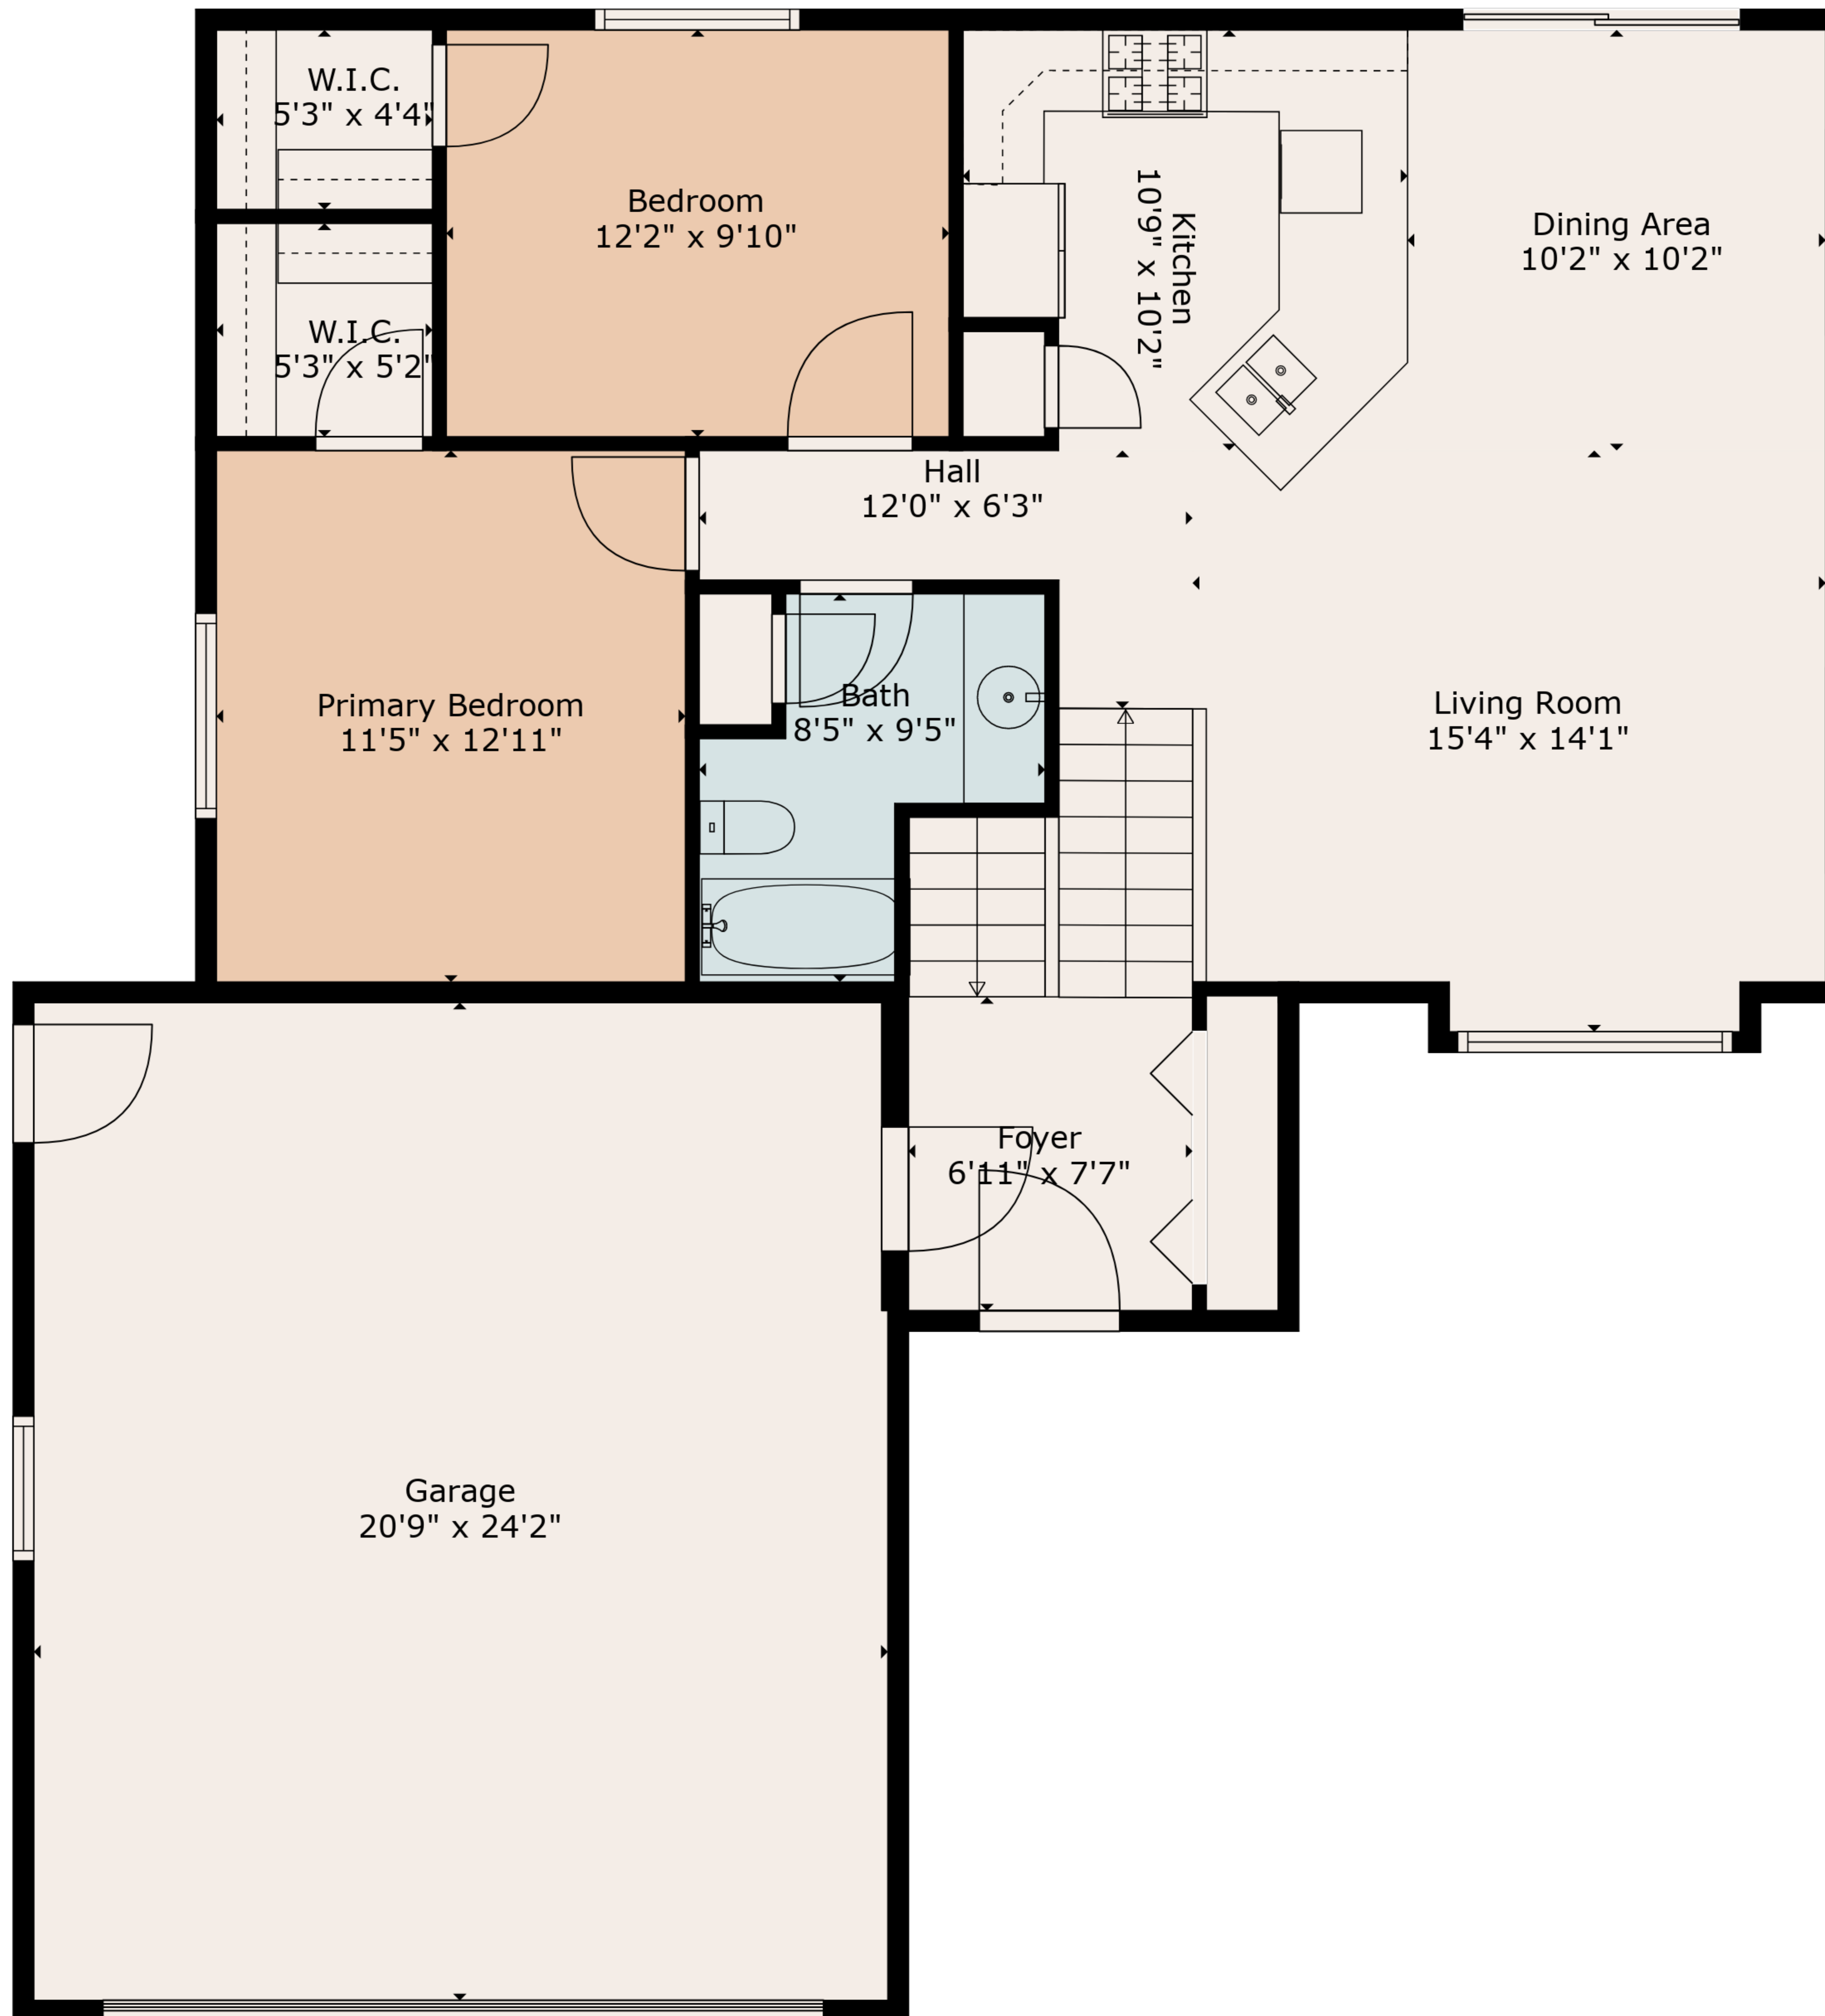 W.I.C.
5'3" x 4'4"
Bedroom
12'2" x 9'10"
Kitchen
10'9" x 10'2"
Dining Area
10'2" x 10'2"
W.I.C.
5'3" x 5'2"
Hall
12'0" x 6'3"
Primary Bedroom
11'5" x 12'11"
Bath
8'5" x 9'5"
Living Room
15'4" x 14'1"
Foyer
6'11" x 7'7"
Garage
20'9" x 24'2"